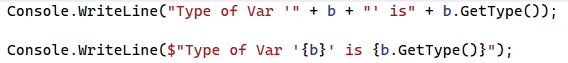 Console.WriteLine("Type of Var '" + b + "' is" + b.GetType());
Console.WriteLine($"Type of Var '{b}' is {b.GetType()}");